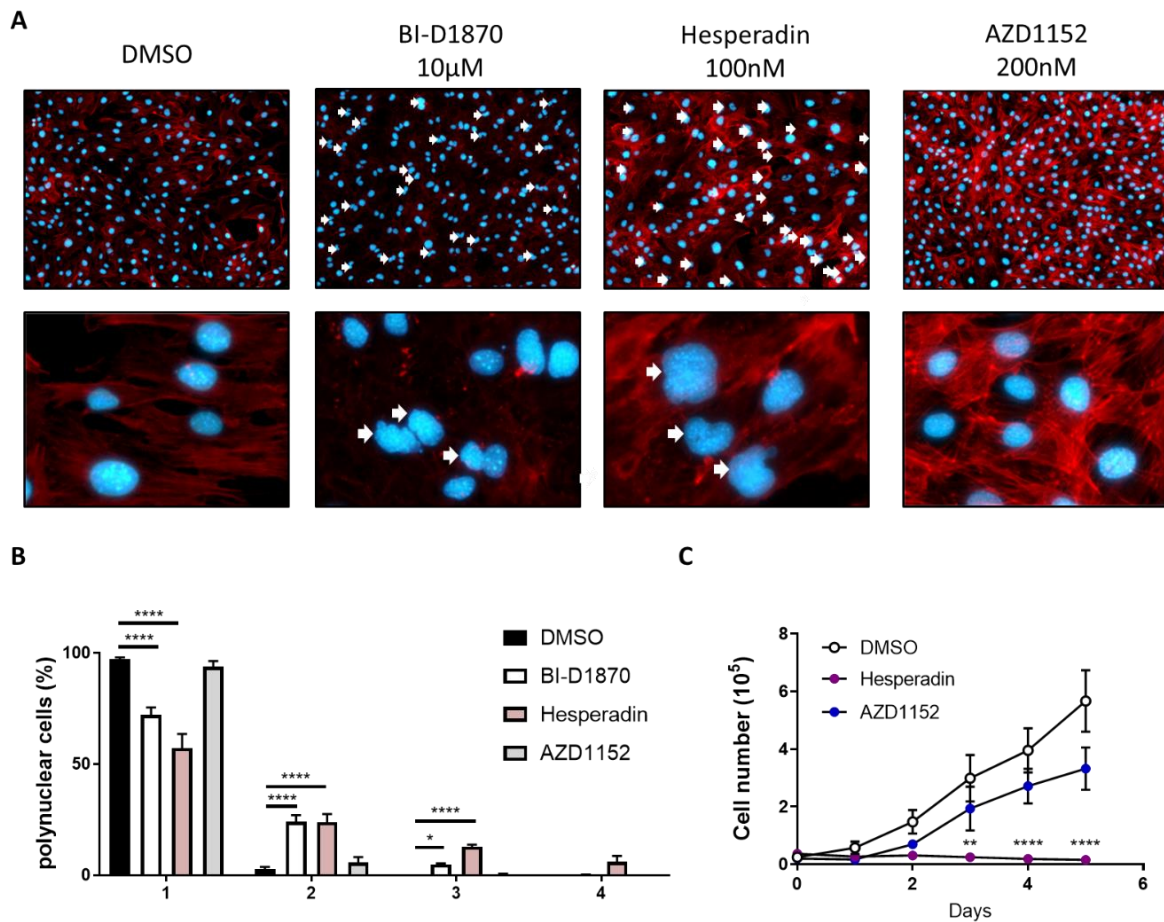 A
DMSO
BI-D1870
10µM
Hesperadin
100nM
AZD1152
200nM
B
polynuclear cells (%)
100
50
0
1
2
3
4
****
****
****
****
****
*
DMSO
BI-D1870
Hesperadin
AZD1152
C
Cell number (10⁵)
8
6
4
2
0
0
2
4
6
Days
DMSO
Hesperadin
AZD1152
**
****
****